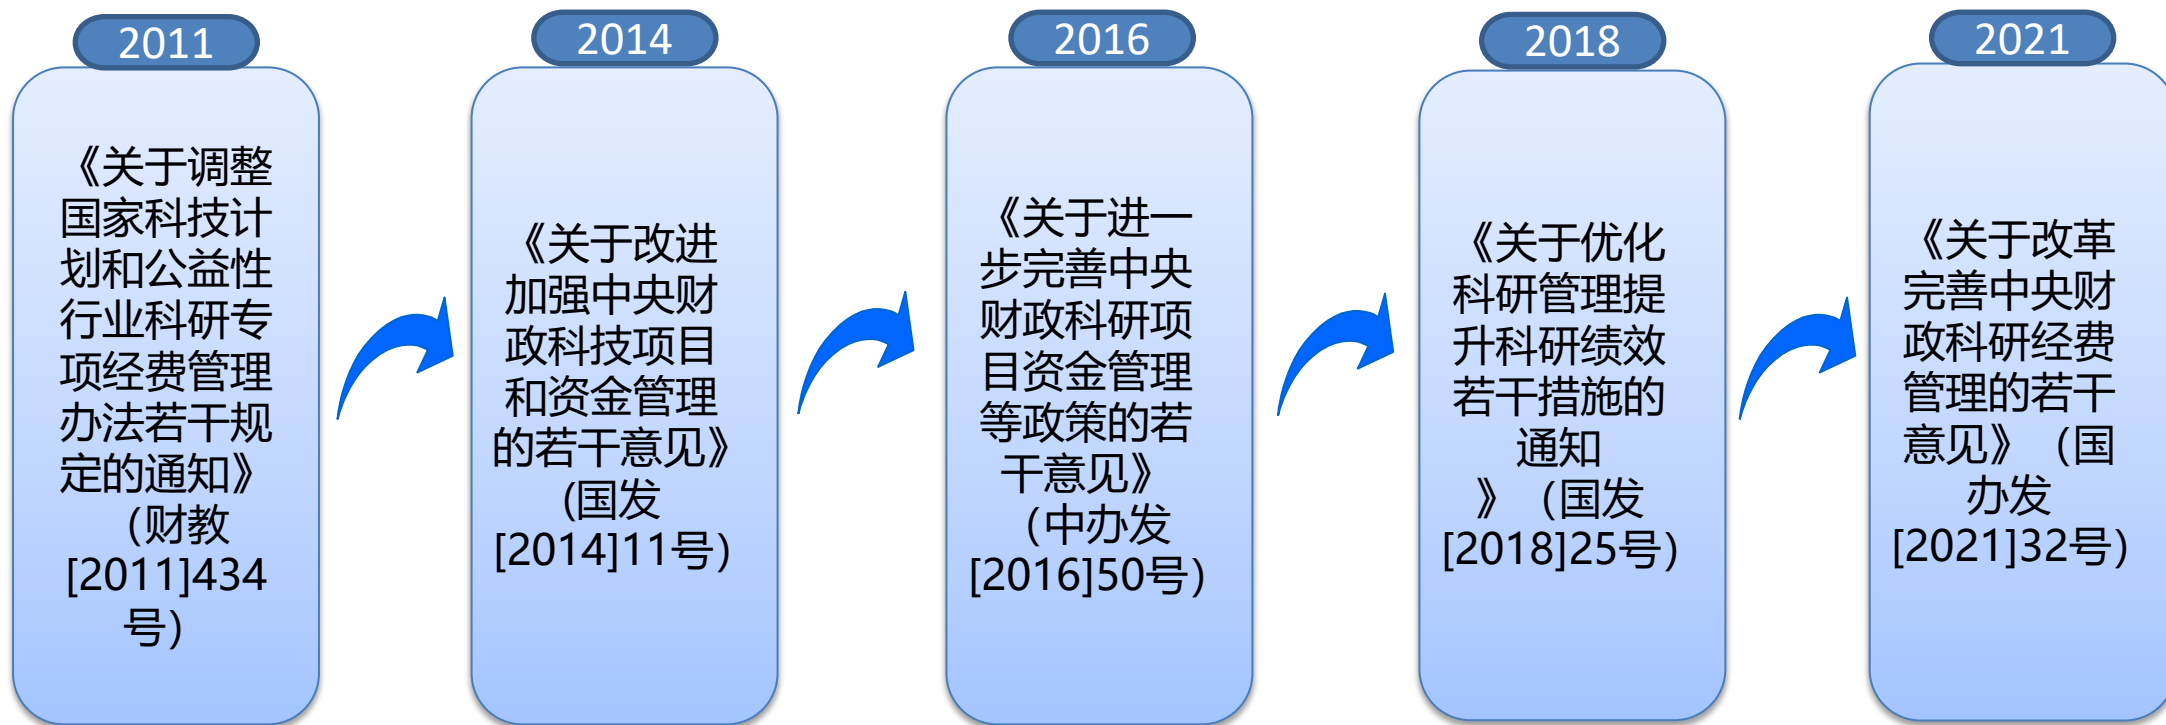 2011
《关于调整
国家科技计
划和公益性
行业科研专
项经费管理
办法若干规
定的通知》
（财教
[2011]434
号）
2014
《关于改进
加强中央财
政科技项目
和资金管理
的若干意见》
(国发
[2014]11号）
2016
《关于进一
步完善中央
财政科研项
目资金管理
等政策的若
干意见》
（中办发
[2016]50号）
2018
《关于优化
科研管理提
升科研绩效
若干措施的
通知
》（国发
[2018]25号）
2021
《关于改革
完善中央财
政科研经费
管理的若干
意见》（国
办发
[2021]32号）